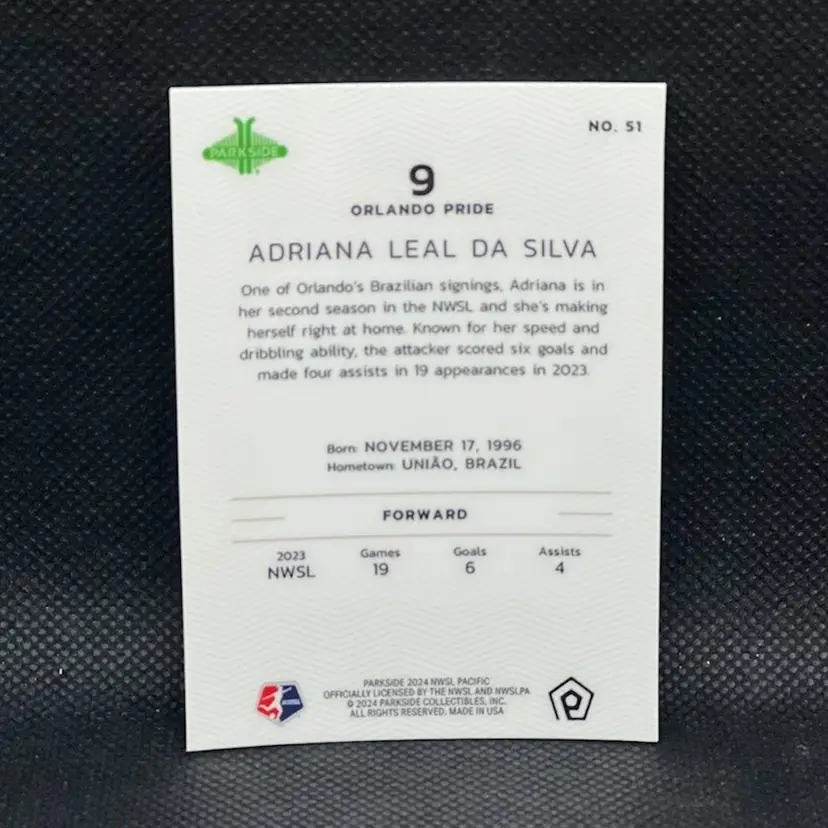 PARKSIDE
NO. 51
9
ORLANDO PRIDE
ADRIANA LEAL DA SILVA
One of Orlando's Brazilian signings, Adriana is in
her second season in the NWSL and she's making
herself right at home. Known for her speed and
dribbling ability, the attacker scored six goals and
made four assists in 19 appearances in 2023.
Born: NOVEMBER 17, 1996
Hometown: UNIÃO, BRAZIL
FORWARD
2023 Games Goals Assists
NWSL 19 6 4
PARKSIDE 2024 NWSL PACIFIC
OFFICIALLY LICENSED BY THE NWSL AND NWSLPA
© 2024 PARKSIDE COLLECTIBLES, INC.
ALL RIGHTS RESERVED. MADE IN USA